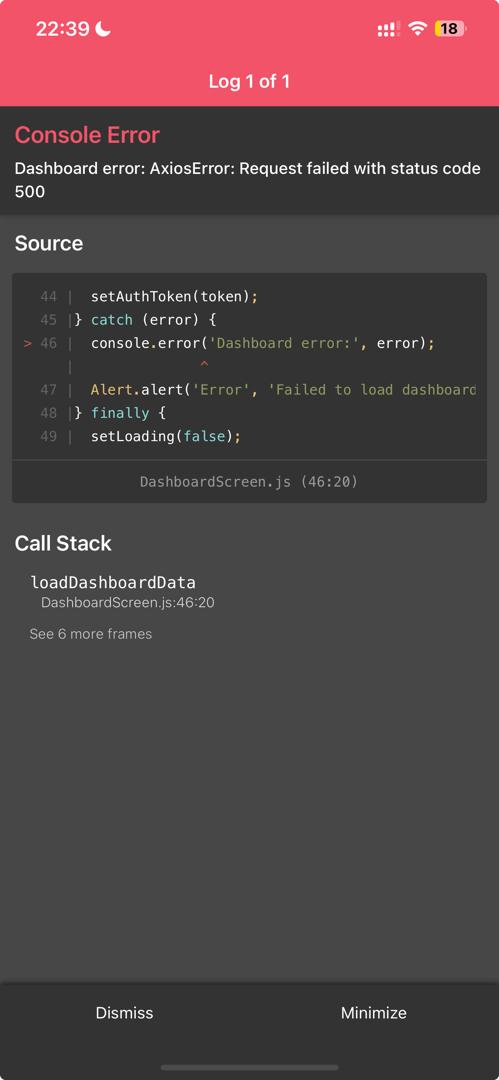 22:39
18
Log 1 of 1
Console Error
Dashboard error: AxiosError: Request failed with status code
500
Source
44 | setAuthToken(token);
45 |} catch (error) {
> 46 | console.error('Dashboard error:', error);
| ^
47 | Alert.alert('Error', 'Failed to load dashboard
48 |} finally {
49 | setLoading(false);
DashboardScreen.js (46:20)
Call Stack
loadDashboardData
DashboardScreen.js:46:20
See 6 more frames
Dismiss
Minimize